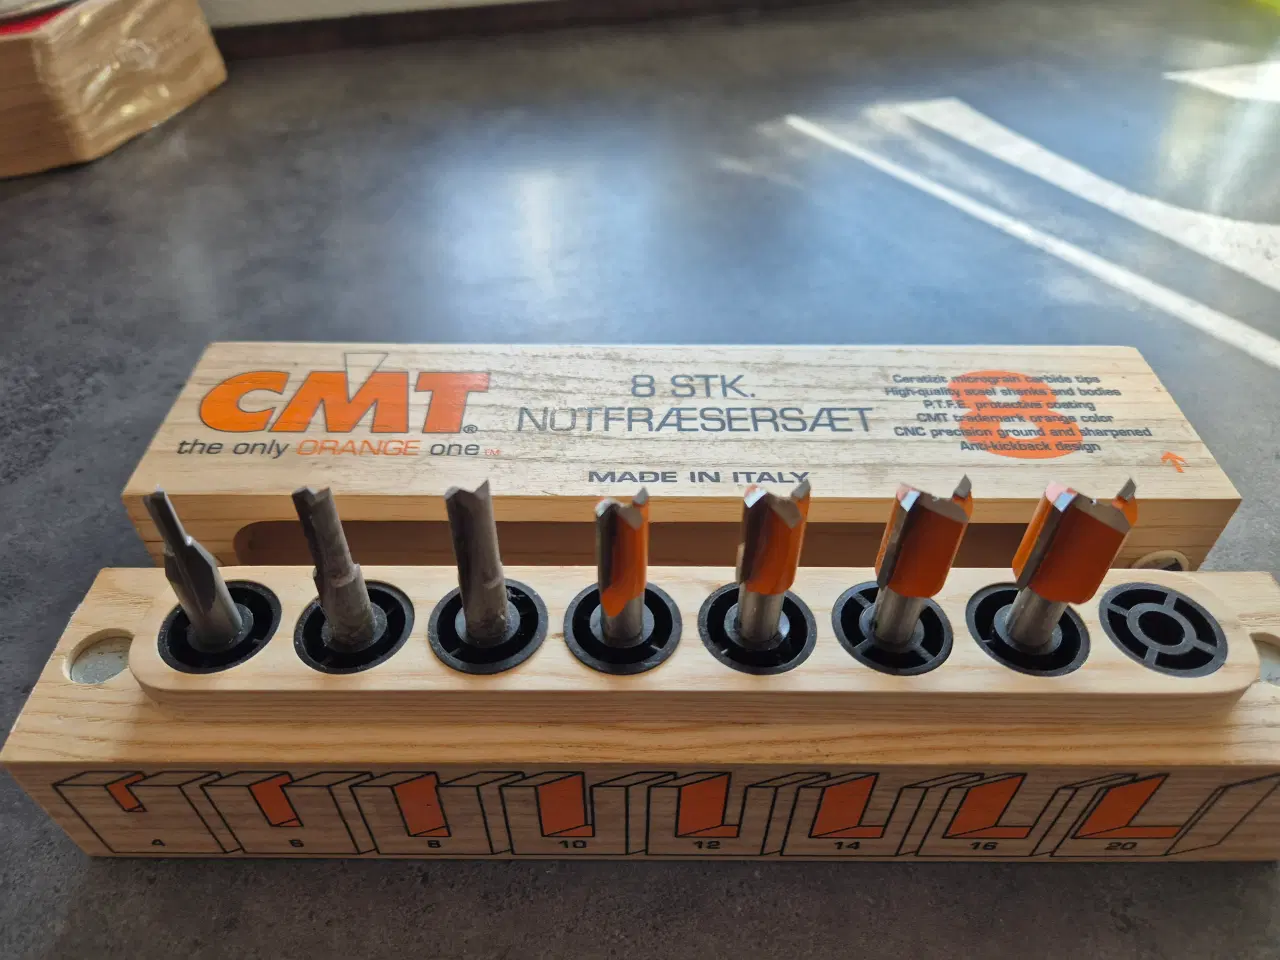 CMT®
the only ORANGE one™
8 STK.
NOTFRÆSERSÆT
MADE IN ITALY
Ceratizit microgram carbide tips
High-quality steel shanks and bodies
P.T.F.E. protective coating
CMT trademark orange color
CNC precision ground and sharpened
Anti-kickback design
4 6 8 10 12 14 16 20